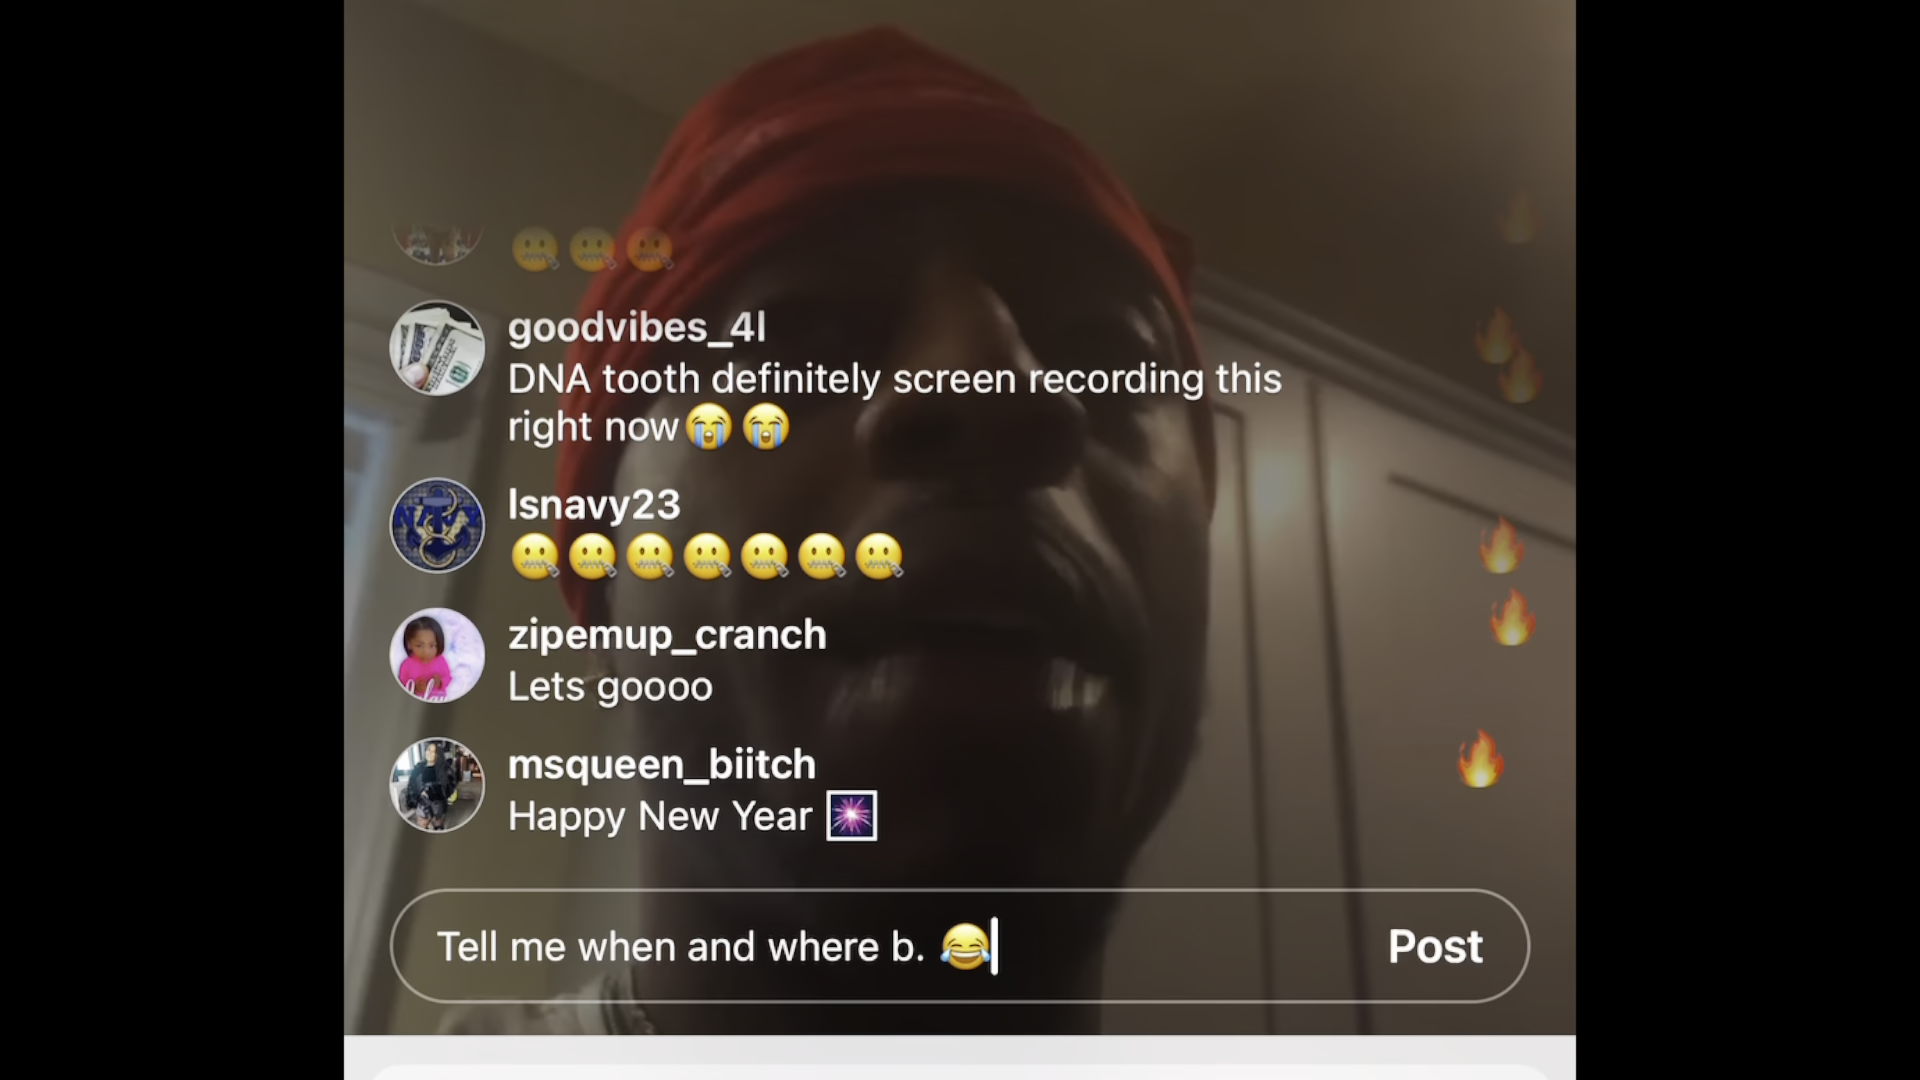 🤐🤐🤐
goodvibes_4l
DNA tooth definitely screen recording this
right now😭😭
lsnavy23
🤐🤐🤐🤐🤐🤐🤐
zipemup_cranch
Lets goooo
msqueen_biitch
Happy New Year 🎆
Tell me when and where b. 😂
Post